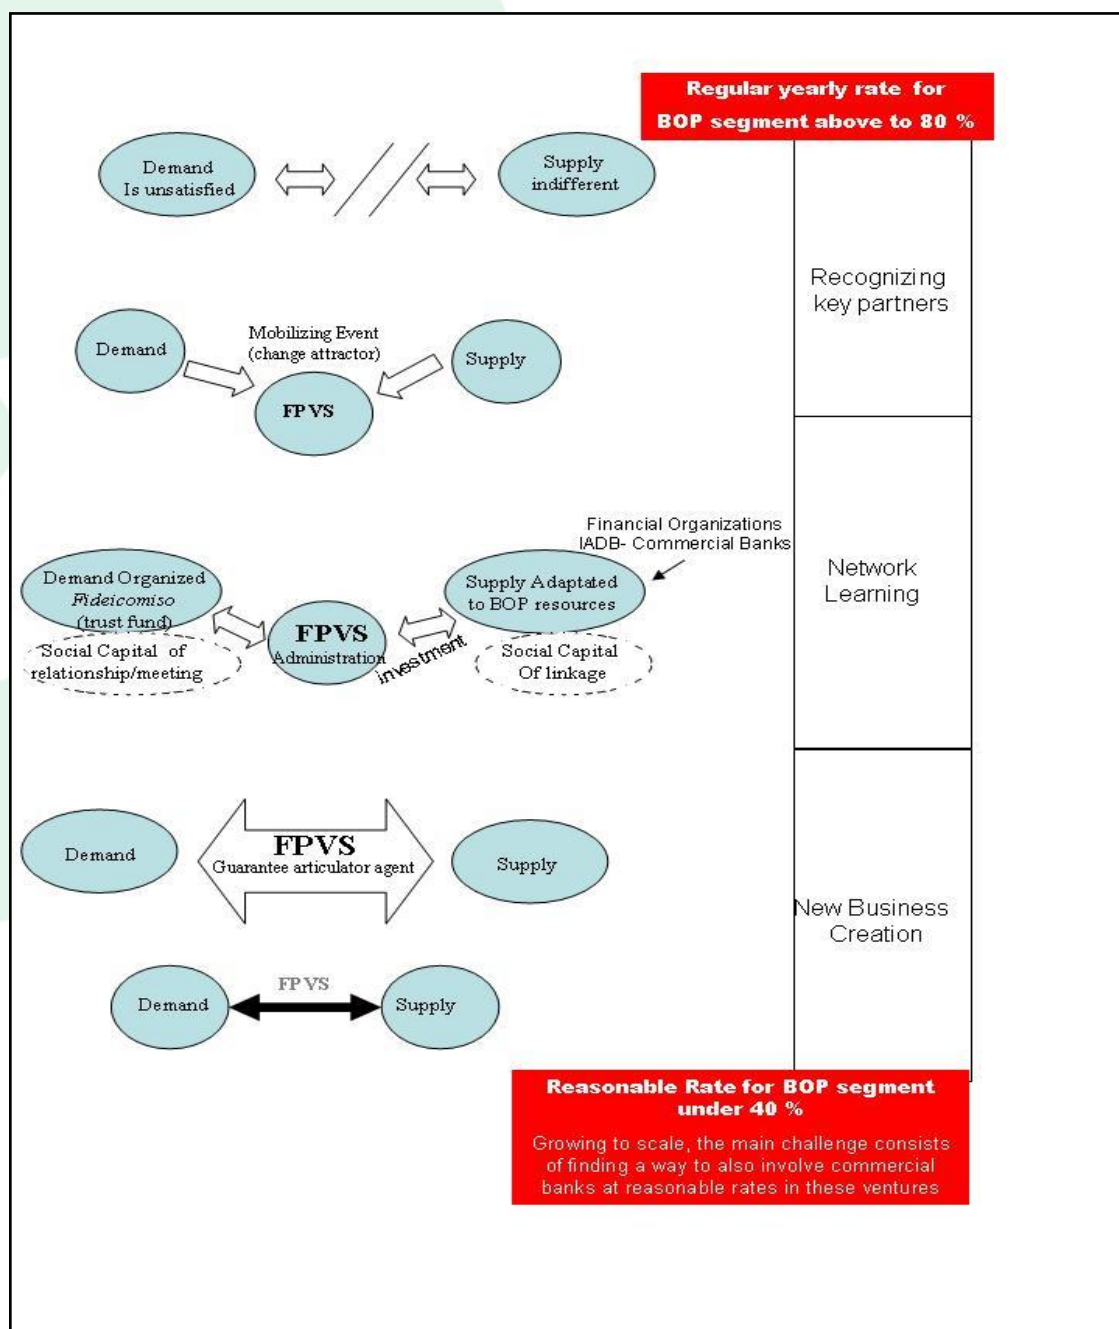 Regular yearly rate for
BOP segment above to 80 %
Demand
Is unsatisfied
Supply
indifferent
Recognizing
key partners
Demand
Mobilizing Event
(change attractor)
Supply
FPVS
Financial Organizations
IADB- Commercial Banks
Demand Organized
Fideicomiso
(trust fund)
Supply Adaptated
to BOP resources
Network
Learning
FPVS
Administration
investment
Social Capital of
relationship/meeting
Social Capital
Of linkage
Demand
FPVS
Guarantee articulator agent
Supply
New Business
Creation
Demand
FPVS
Supply
Reasonable Rate for BOP segment
under 40 %
Growing to scale, the main challenge consists
of finding a way to also involve commercial
banks at reasonable rates in these ventures